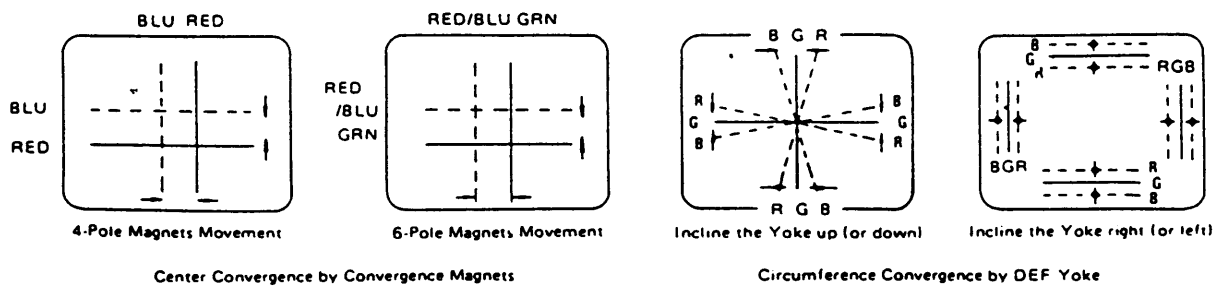 BLU RED
BLU
RED
4-Pole Magnets Movement
RED/BLU GRN
RED
/BLU
GRN
6-Pole Magnets Movement
Center Convergence by Convergence Magnets
B G R
R
G
B
B
G
R
R G B
Incline the Yoke up (or down)
B
G
R
RGB
BGR
R
G
B
Incline the Yoke right (or left)
Circumference Convergence by DEF Yoke